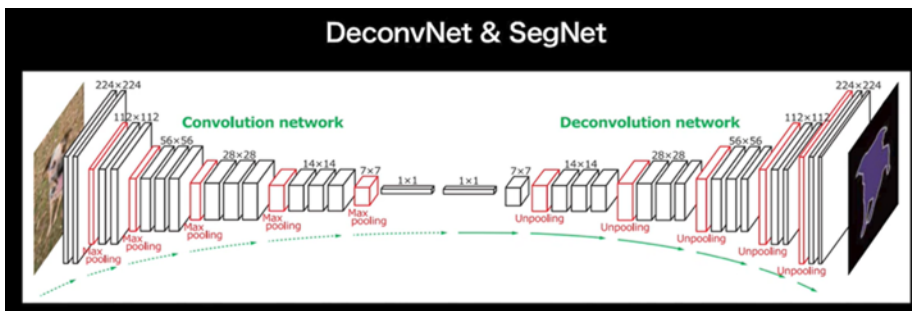 DeconvNet & SegNet
224×224
112×112
Convolution network
56×56
28×28
14×14
7×7
1×1
1×1
7×7
14×14
28×28
Deconvolution network
56×56
112×112
224×224
Max
pooling
Max
pooling
Max
pooling
Max
pooling
Max
pooling
Unpooling
Unpooling
Unpooling
Unpooling
Unpooling